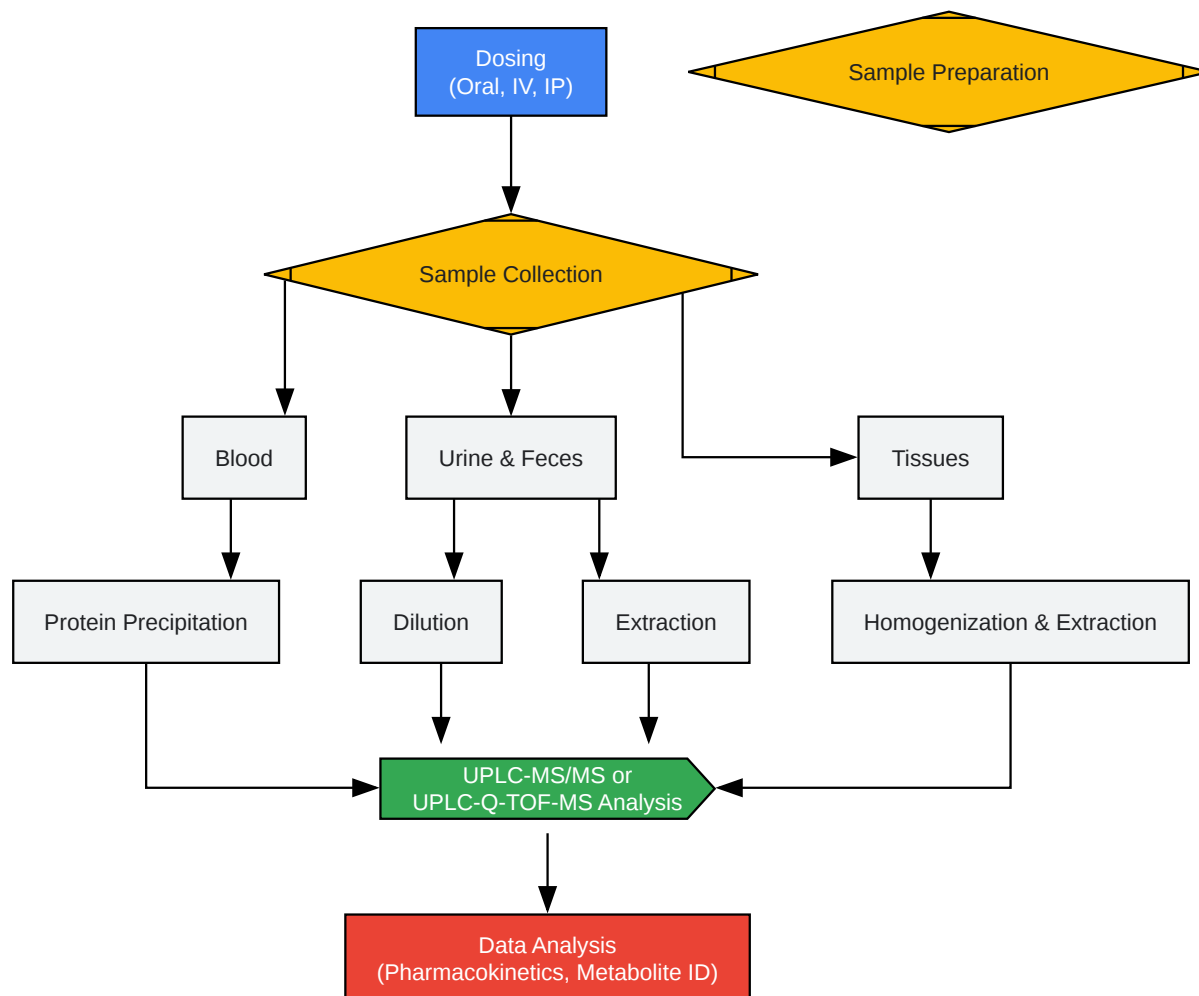 Dosing
(Oral, IV, IP)
Sample Preparation
Sample Collection
Blood
Urine & Feces
Tissues
Protein Precipitation
Dilution
Extraction
Homogenization & Extraction
UPLC-MS/MS or
UPLC-Q-TOF-MS Analysis
Data Analysis
(Pharmacokinetics, Metabolite ID)